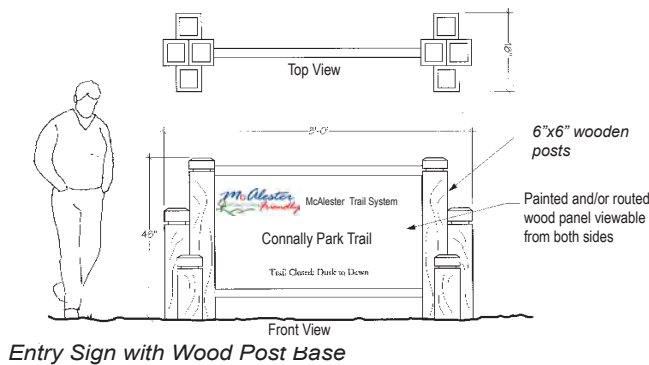 Top View
8'-0"
6"x6" wooden
posts
McAlester
friendly
McAlester Trail System
Painted and/or routed
wood panel viewable
from both sides
48"
Connally Park Trail
Trail Closed: Dusk to Dawn
Front View
Entry Sign with Wood Post Base